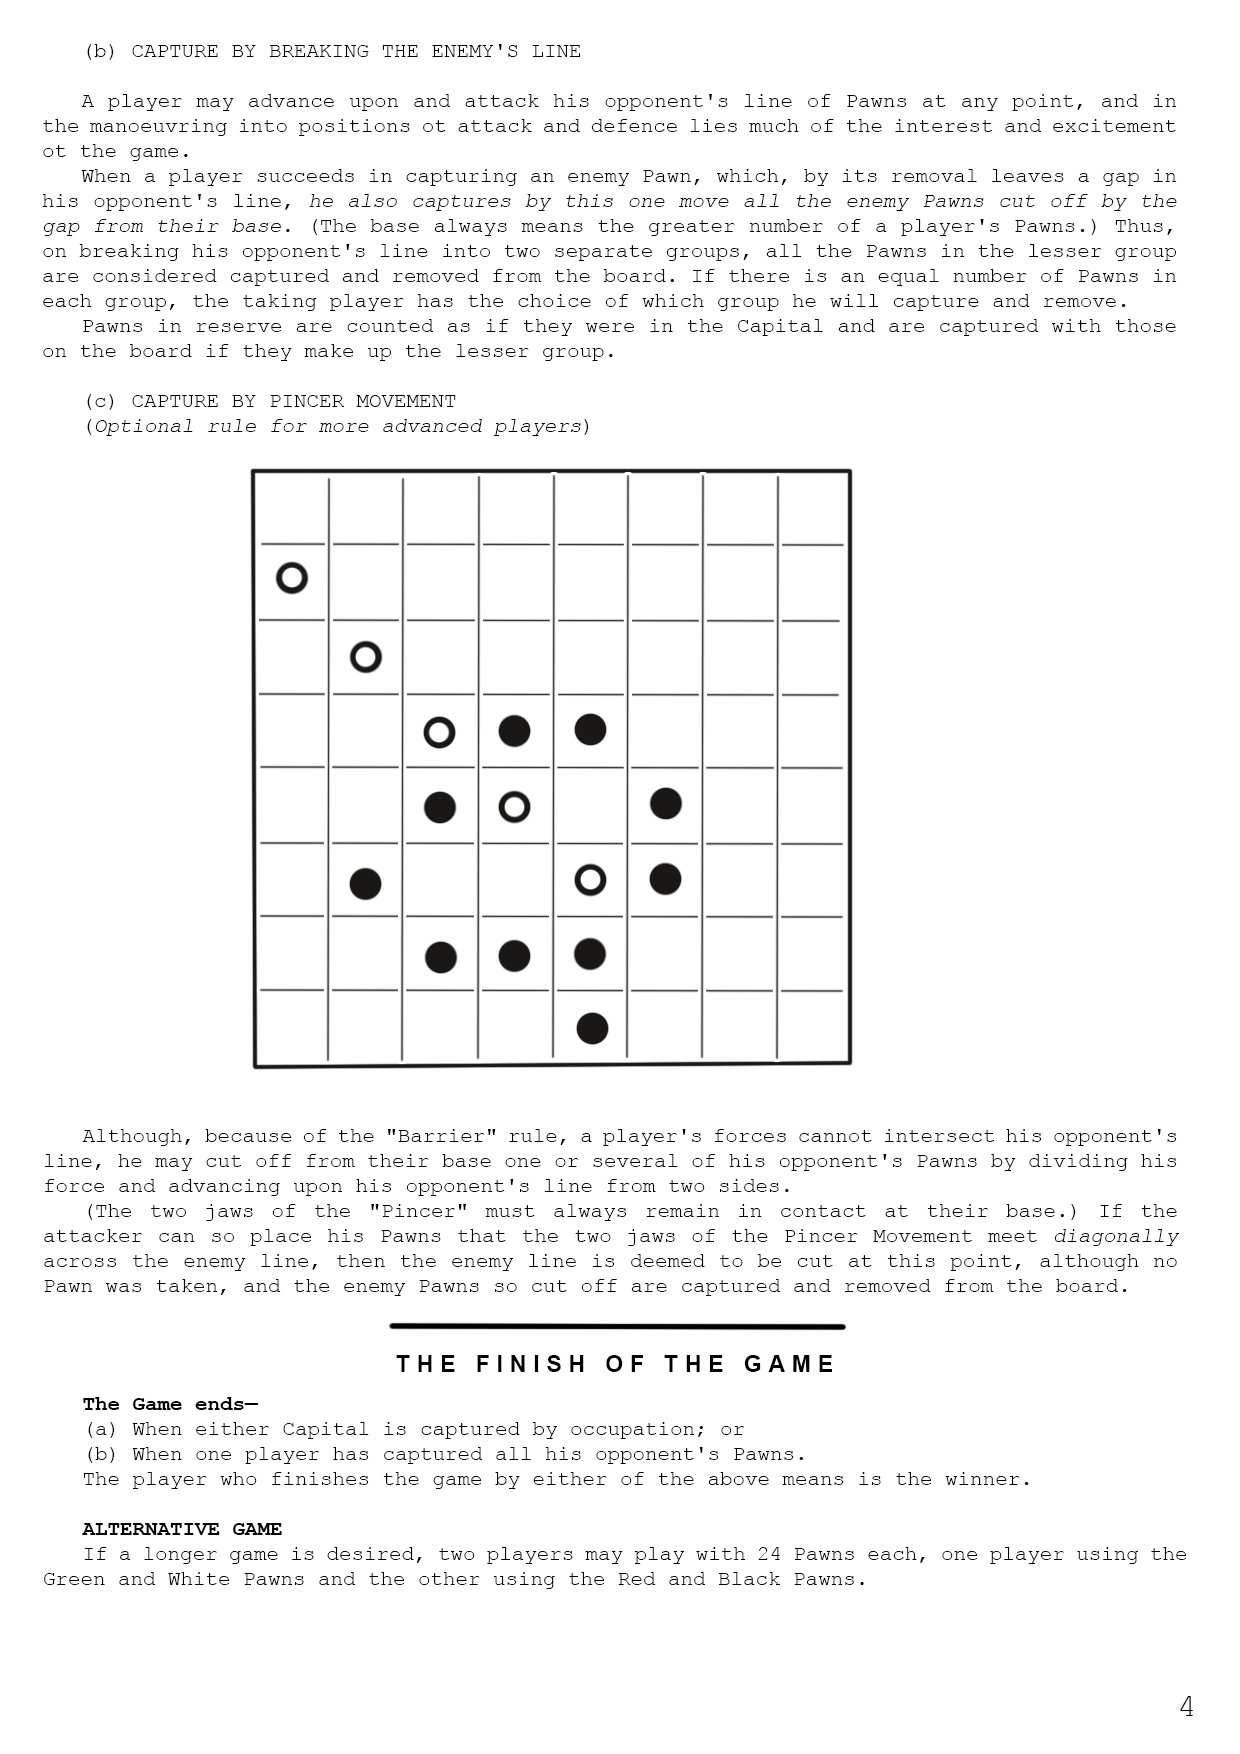 (b) CAPTURE BY BREAKING THE ENEMY'S LINE
A player may advance upon and attack his opponent's line of Pawns at any point, and in
the manoeuvring into positions ot attack and defence lies much of the interest and excitement
ot the game.
When a player succeeds in capturing an enemy Pawn, which, by its removal leaves a gap in
his opponent's line, he also captures by this one move all the enemy Pawns cut off by the
gap from their base. (The base always means the greater number of a player's Pawns.) Thus,
on breaking his opponent's line into two separate groups, all the Pawns in the lesser group
are considered captured and removed from the board. If there is an equal number of Pawns in
each group, the taking player has the choice of which group he will capture and remove.
Pawns in reserve are counted as if they were in the Capital and are captured with those
on the board if they make up the lesser group.
(c) CAPTURE BY PINCER MOVEMENT
(Optional rule for more advanced players)
Although, because of the "Barrier" rule, a player's forces cannot intersect his opponent's
line, he may cut off from their base one or several of his opponent's Pawns by dividing his
force and advancing upon his opponent's line from two sides.
(The two jaws of the "Pincer" must always remain in contact at their base.) If the
attacker can so place his Pawns that the two jaws of the Pincer Movement meet diagonally
across the enemy line, then the enemy line is deemed to be cut at this point, although no
Pawn was taken, and the enemy Pawns so cut off are captured and removed from the board.
THE FINISH OF THE GAME
The Game ends—
(a) When either Capital is captured by occupation; or
(b) When one player has captured all his opponent's Pawns.
The player who finishes the game by either of the above means is the winner.
ALTERNATIVE GAME
If a longer game is desired, two players may play with 24 Pawns each, one player using the
Green and White Pawns and the other using the Red and Black Pawns.
4